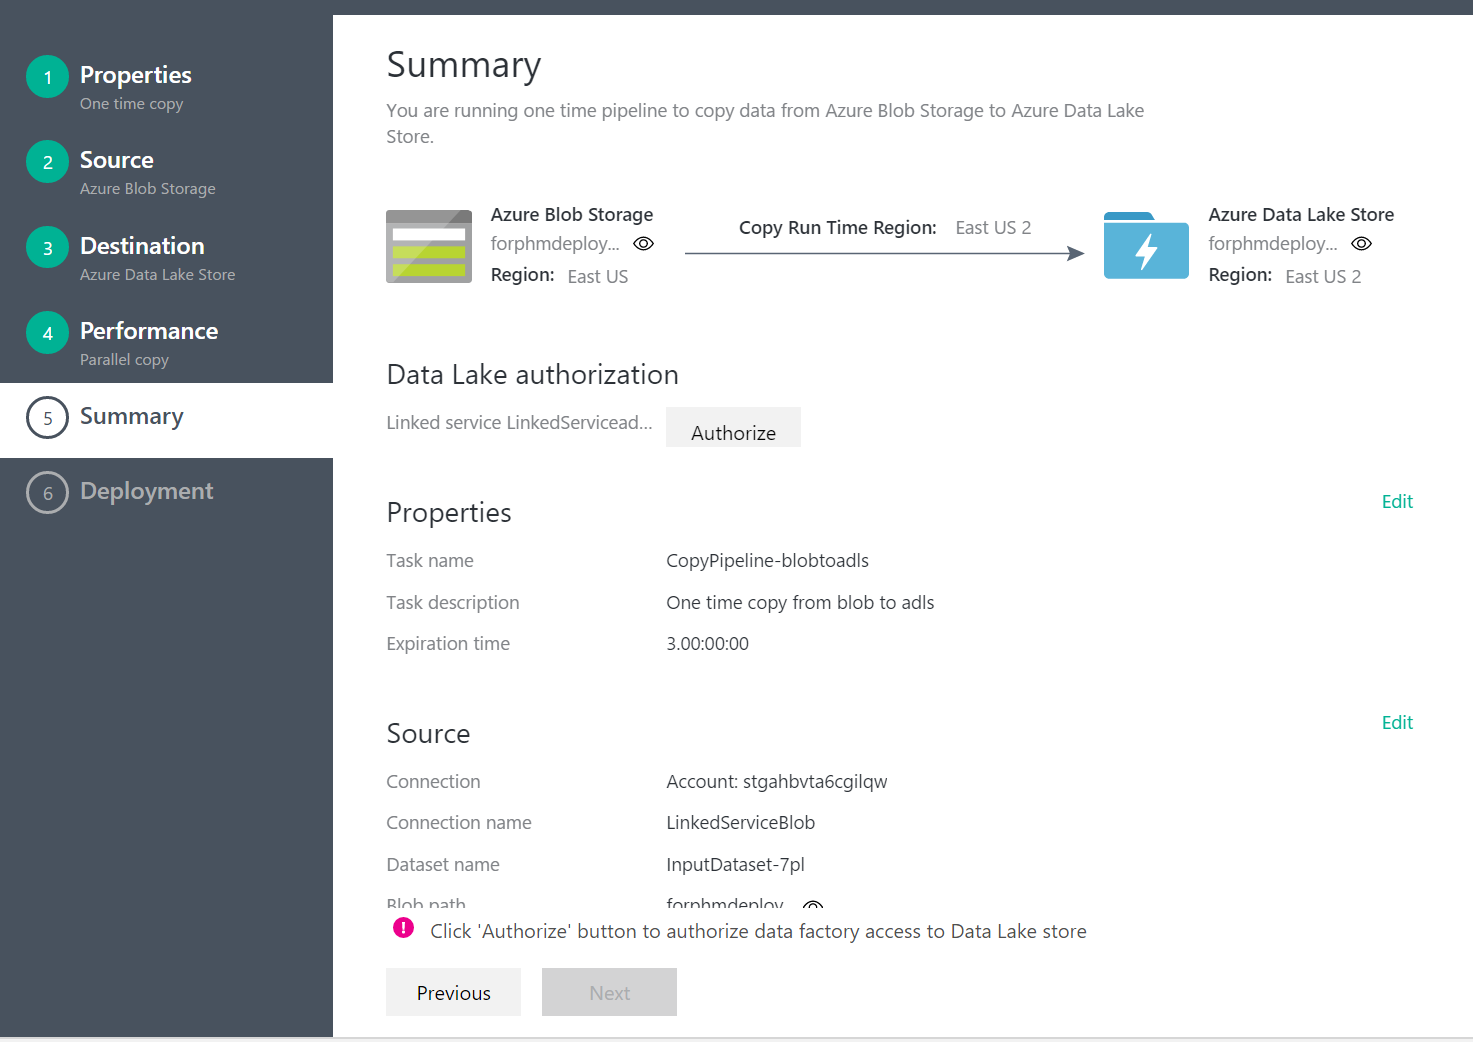 1 Properties
One time copy
2 Source
Azure Blob Storage
3 Destination
Azure Data Lake Store
4 Performance
Parallel copy
5 Summary
6 Deployment
Summary
You are running one time pipeline to copy data from Azure Blob Storage to Azure Data Lake
Store.
Azure Blob Storage
forphmdeploy...
Region: East US
Copy Run Time Region: East US 2
Azure Data Lake Store
forphmdeploy...
Region: East US 2
Data Lake authorization
Linked service LinkedServicead... Authorize
Properties Edit
Task name CopyPipeline-blobtoadls
Task description One time copy from blob to adls
Expiration time 3.00:00:00
Source Edit
Connection Account: stgahbvta6cgilqw
Connection name LinkedServiceBlob
Dataset name InputDataset-7pl
Blob path forphmdeploy...
! Click 'Authorize' button to authorize data factory access to Data Lake store
Previous Next